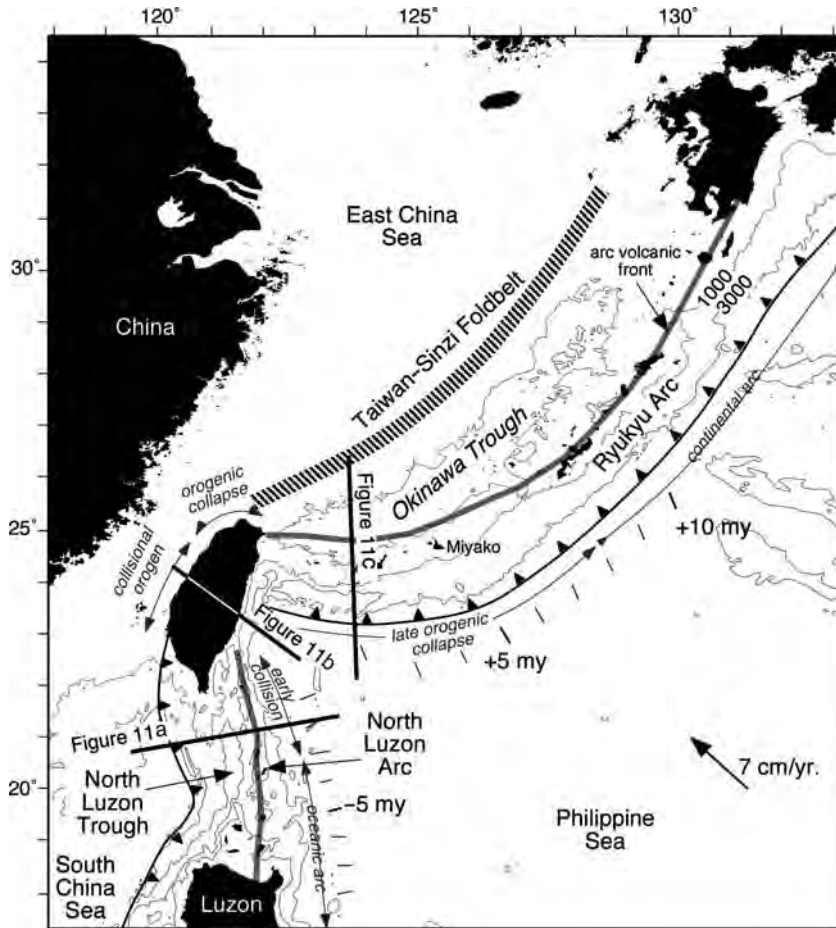 120°
125°
130°
East China
Sea
30°
arc volcanic
front
1000
3000
China
Taiwan–Sinzi Foldbelt
Okinawa Trough
Ryukyu Arc
continental arc
orogenic
collapse
Figure 11c
+10 my
25°
Miyako
collisional
orogen
Figure 11b
late orogenic
collapse
+5 my
early
collision
Figure 11a
North
Luzon
Arc
7 cm/yr.
20°
North
Luzon
Trough
−5 my
oceanic arc
Philippine
Sea
South
China
Sea
Luzon